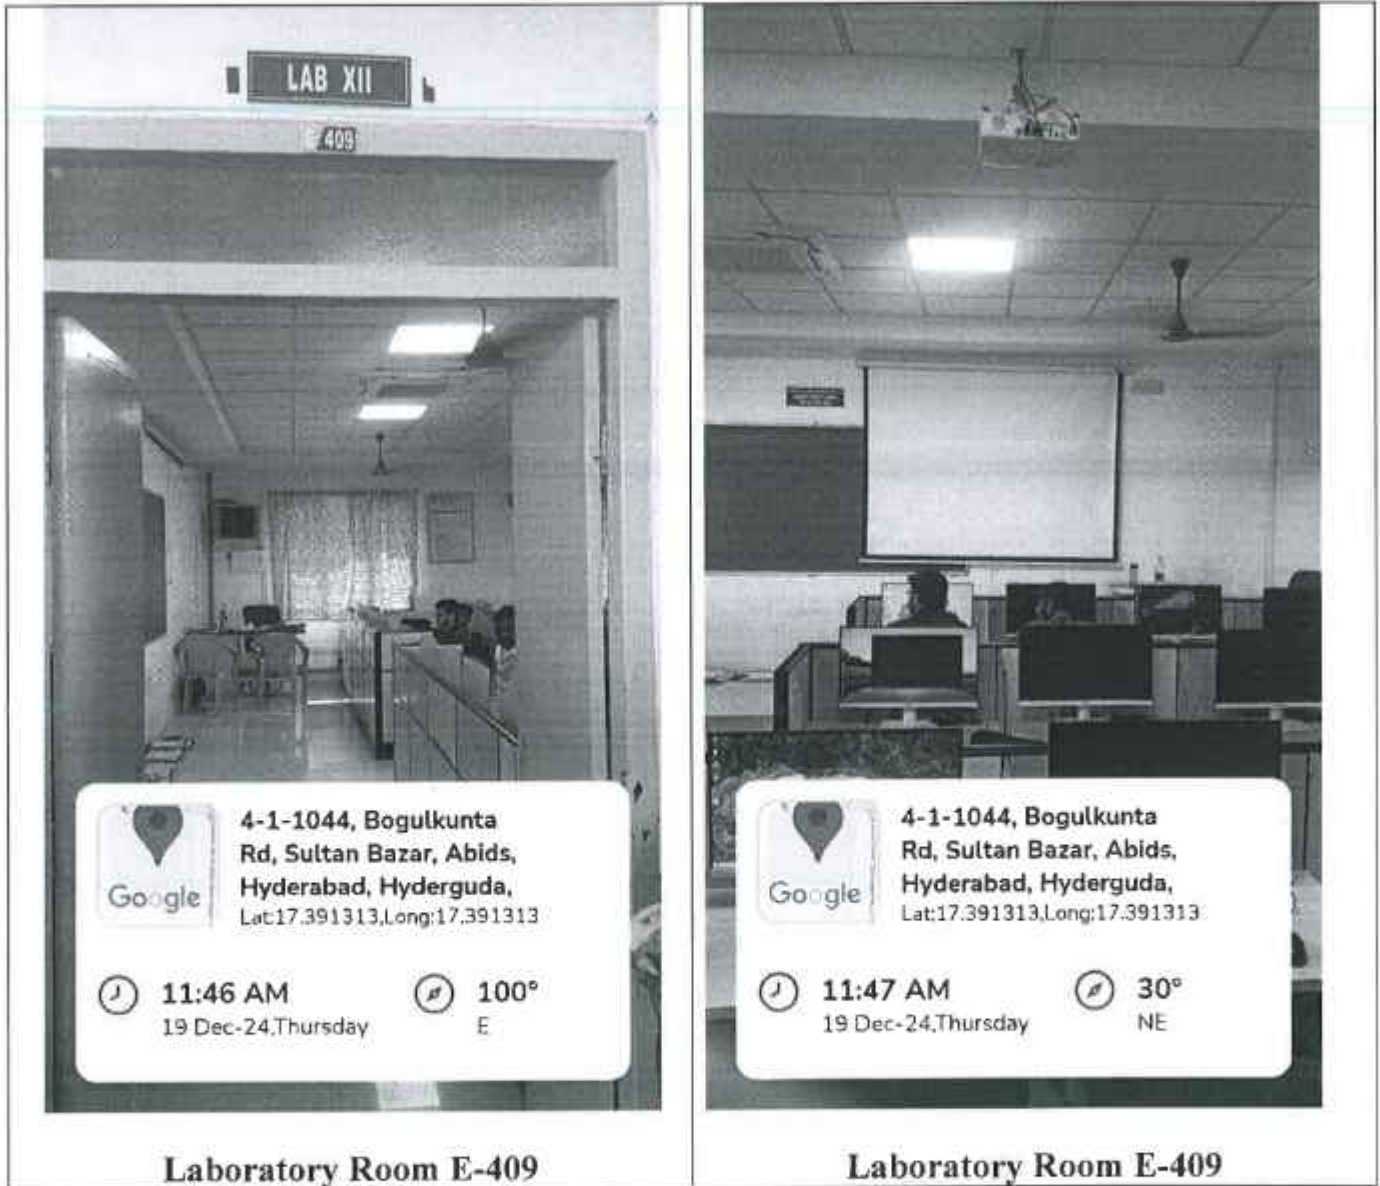 LAB XII
409
4-1-1044, Bogulkunta
Rd, Sultan Bazar, Abids,
Hyderabad, Hyderguda,
Lat:17.391313,Long:17.391313
Google
11:46 AM
100°
19 Dec-24,Thursday
E
Laboratory Room E-409
4-1-1044, Bogulkunta
Rd, Sultan Bazar, Abids,
Hyderabad, Hyderguda,
Lat:17.391313,Long:17.391313
Google
11:47 AM
30°
19 Dec-24,Thursday
NE
Laboratory Room E-409